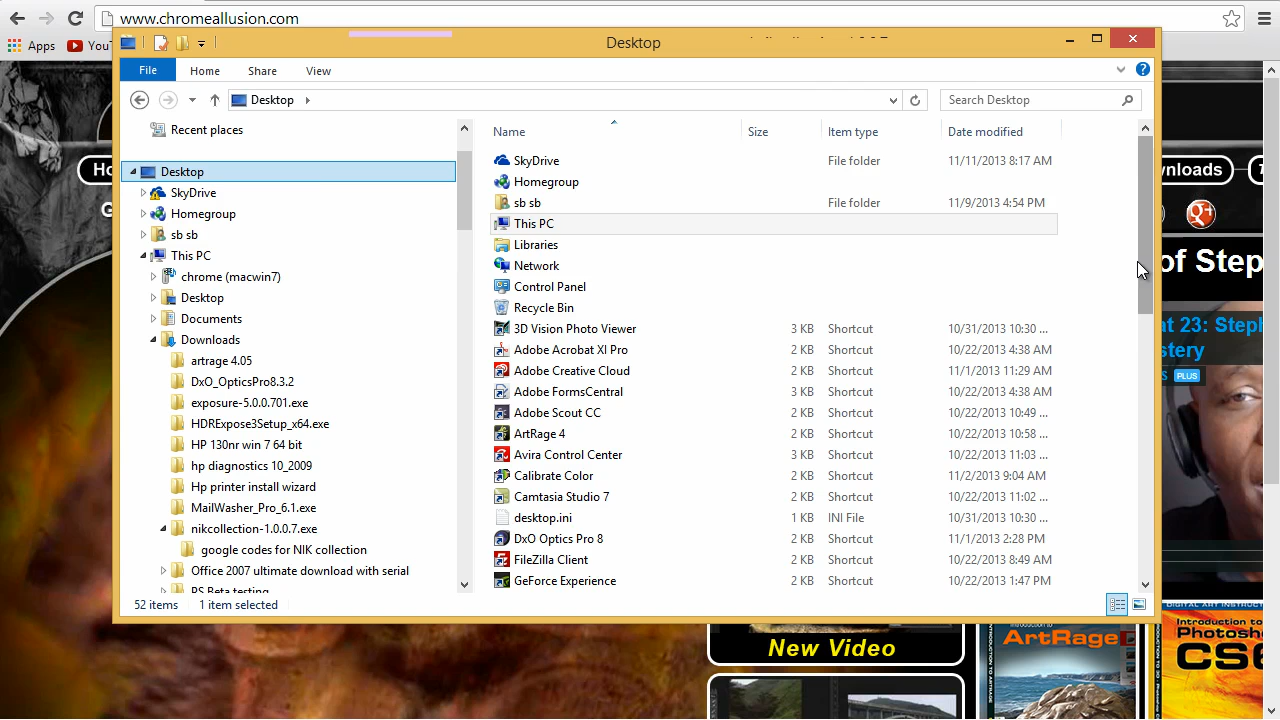 www.chromeallusion.com
Apps
Desktop
File Home Share View
Desktop
Search Desktop
Recent places
Desktop
SkyDrive
Homegroup
sb sb
This PC
chrome (macwin7)
Desktop
Documents
Downloads
artrage 4.05
DxO_OpticsPro8.3.2
exposure-5.0.0.701.exe
HDRExpose3Setup_x64.exe
HP 130nr win 7 64 bit
hp diagnostics 10_2009
Hp printer install wizard
MailWasher_Pro_6.1.exe
nikcollection-1.0.0.7.exe
google codes for NIK collection
Office 2007 ultimate download with serial
PS Beta testing
Name Size Item type Date modified
SkyDrive File folder 11/11/2013 8:17 AM
Homegroup
sb sb File folder 11/9/2013 4:54 PM
This PC
Libraries
Network
Control Panel
Recycle Bin
3D Vision Photo Viewer 3 KB Shortcut 10/31/2013 10:30 ...
Adobe Acrobat XI Pro 2 KB Shortcut 10/22/2013 4:38 AM
Adobe Creative Cloud 2 KB Shortcut 11/1/2013 11:29 AM
Adobe FormsCentral 3 KB Shortcut 10/22/2013 4:38 AM
Adobe Scout CC 2 KB Shortcut 10/22/2013 10:49 ...
ArtRage 4 2 KB Shortcut 10/22/2013 10:58 ...
Avira Control Center 3 KB Shortcut 10/22/2013 11:03 ...
Calibrate Color 2 KB Shortcut 11/2/2013 9:04 AM
Camtasia Studio 7 2 KB Shortcut 10/22/2013 11:02 ...
desktop.ini 1 KB INI File 10/31/2013 10:30 ...
DxO Optics Pro 8 2 KB Shortcut 11/1/2013 2:28 PM
FileZilla Client 2 KB Shortcut 10/22/2013 8:49 AM
GeForce Experience 2 KB Shortcut 10/22/2013 1:47 PM
52 items 1 item selected
of Step
at 23: Steph
stery
PLUS
New Video
Introduction to
ArtRage
DIGITAL ART INSTRUCT
Introduction to
Photosh
CS6